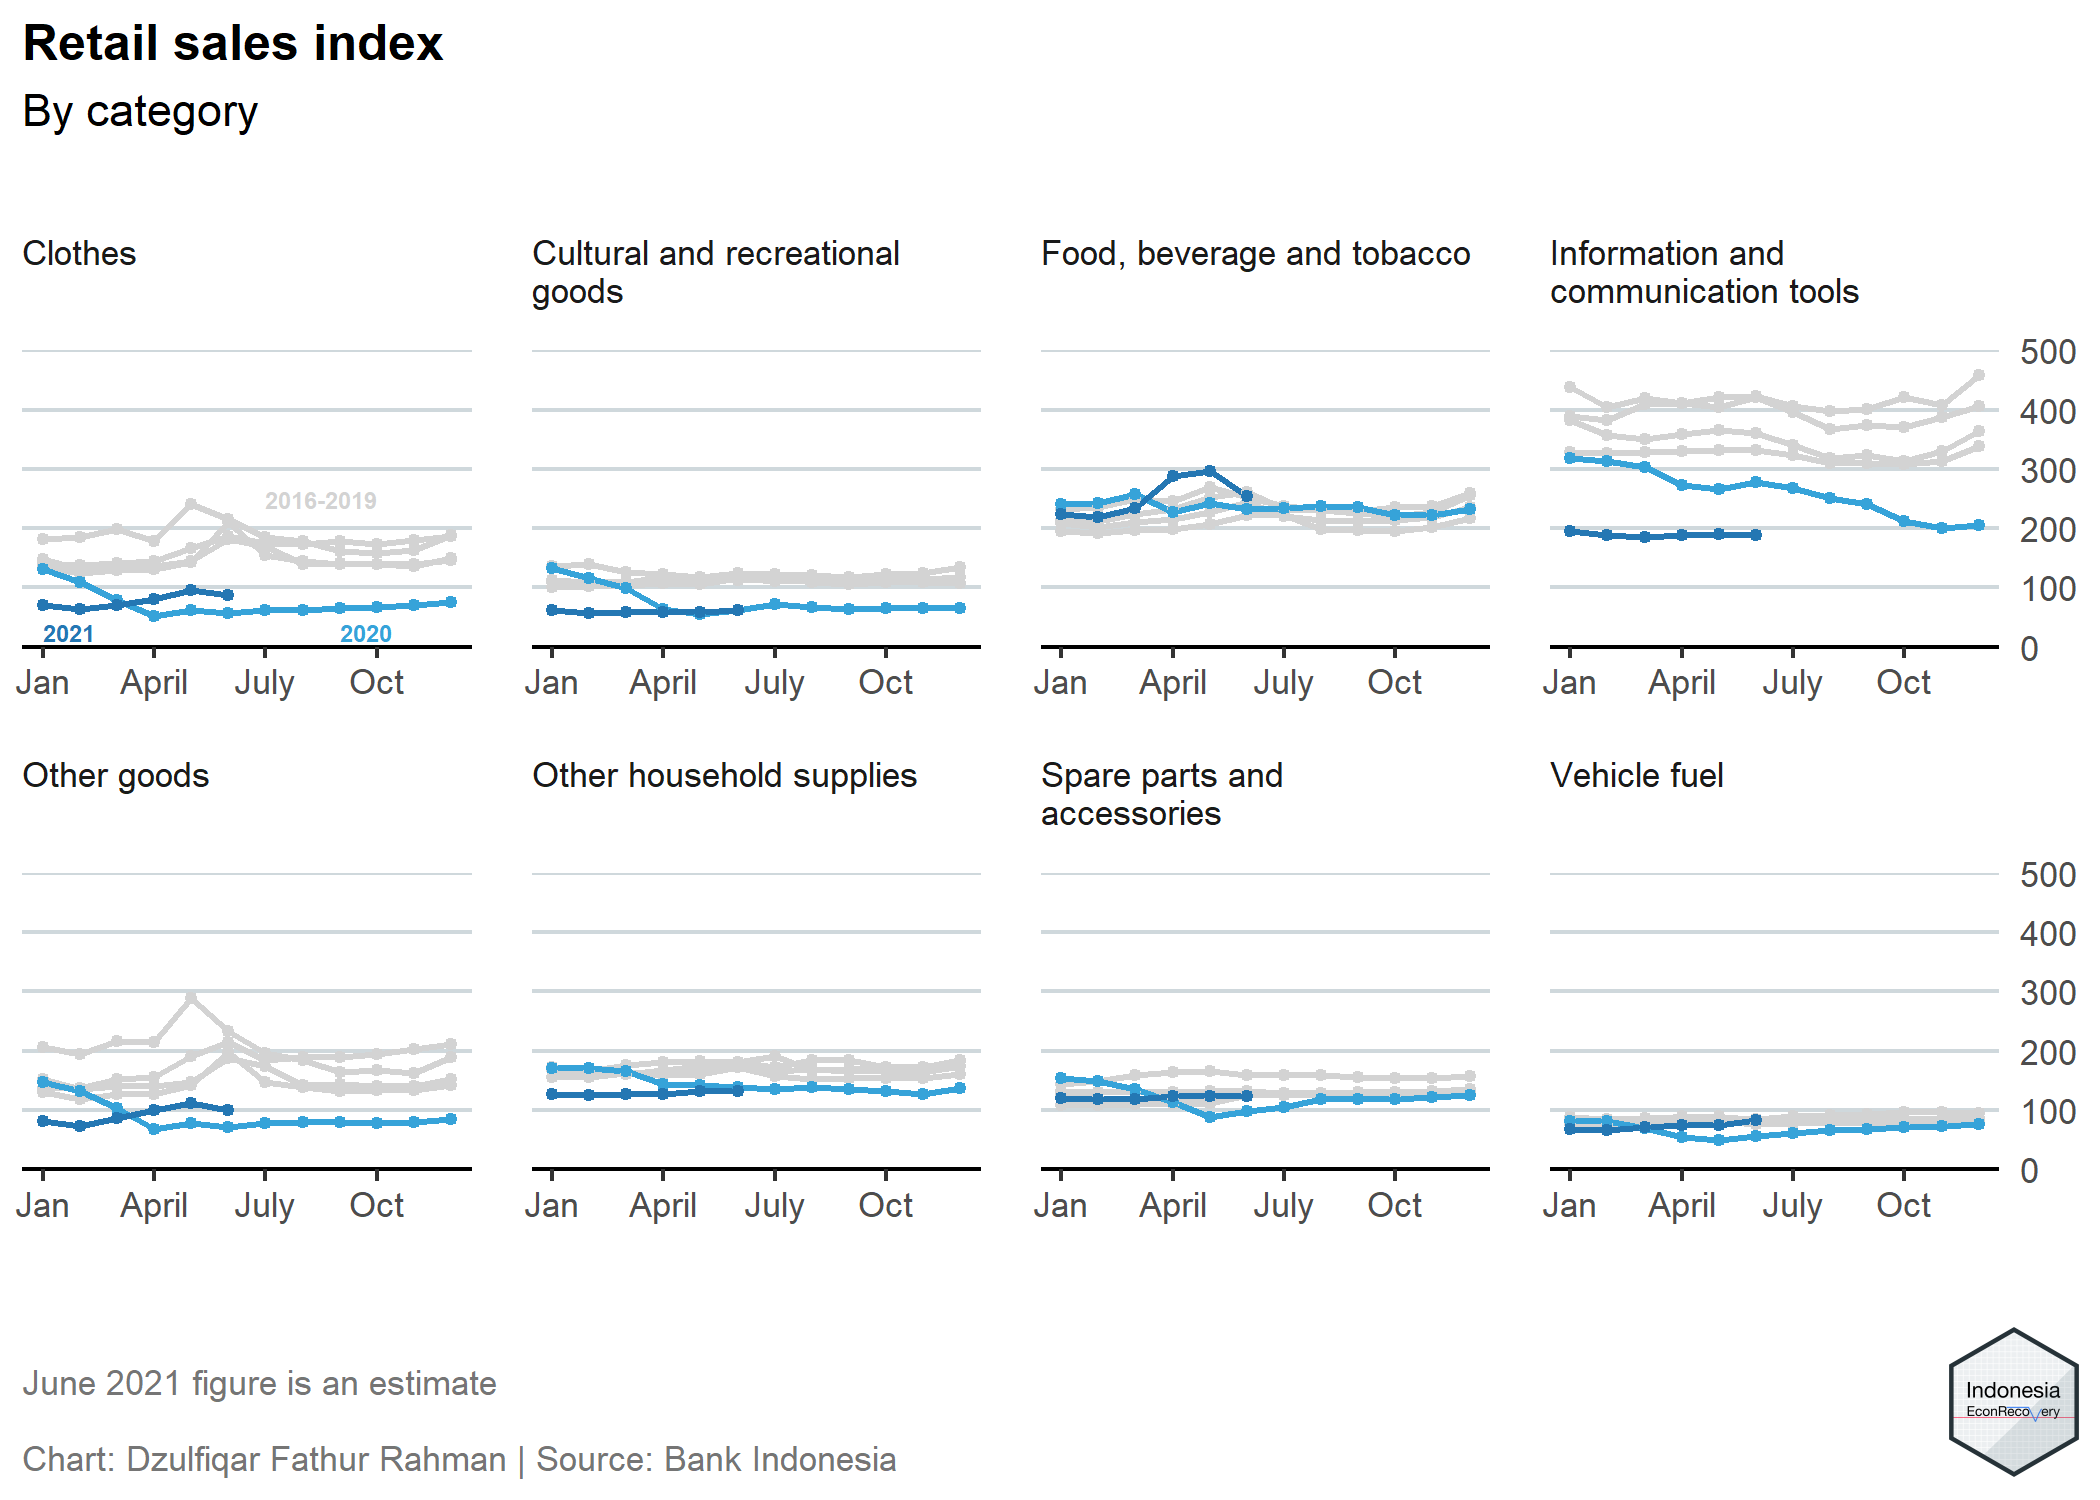 Retail sales index
By category
Clothes
Cultural and recreational
goods
Food, beverage and tobacco
Information and
communication tools
500
400
300
200
100
0
2016-2019
2021
2020
Jan April July Oct
Jan April July Oct
Jan April July Oct
Jan April July Oct
Other goods
Other household supplies
Spare parts and
accessories
Vehicle fuel
500
400
300
200
100
0
Jan April July Oct
Jan April July Oct
Jan April July Oct
Jan April July Oct
June 2021 figure is an estimate
Chart: Dzulfiqar Fathur Rahman | Source: Bank Indonesia
Indonesia
EconRecovery